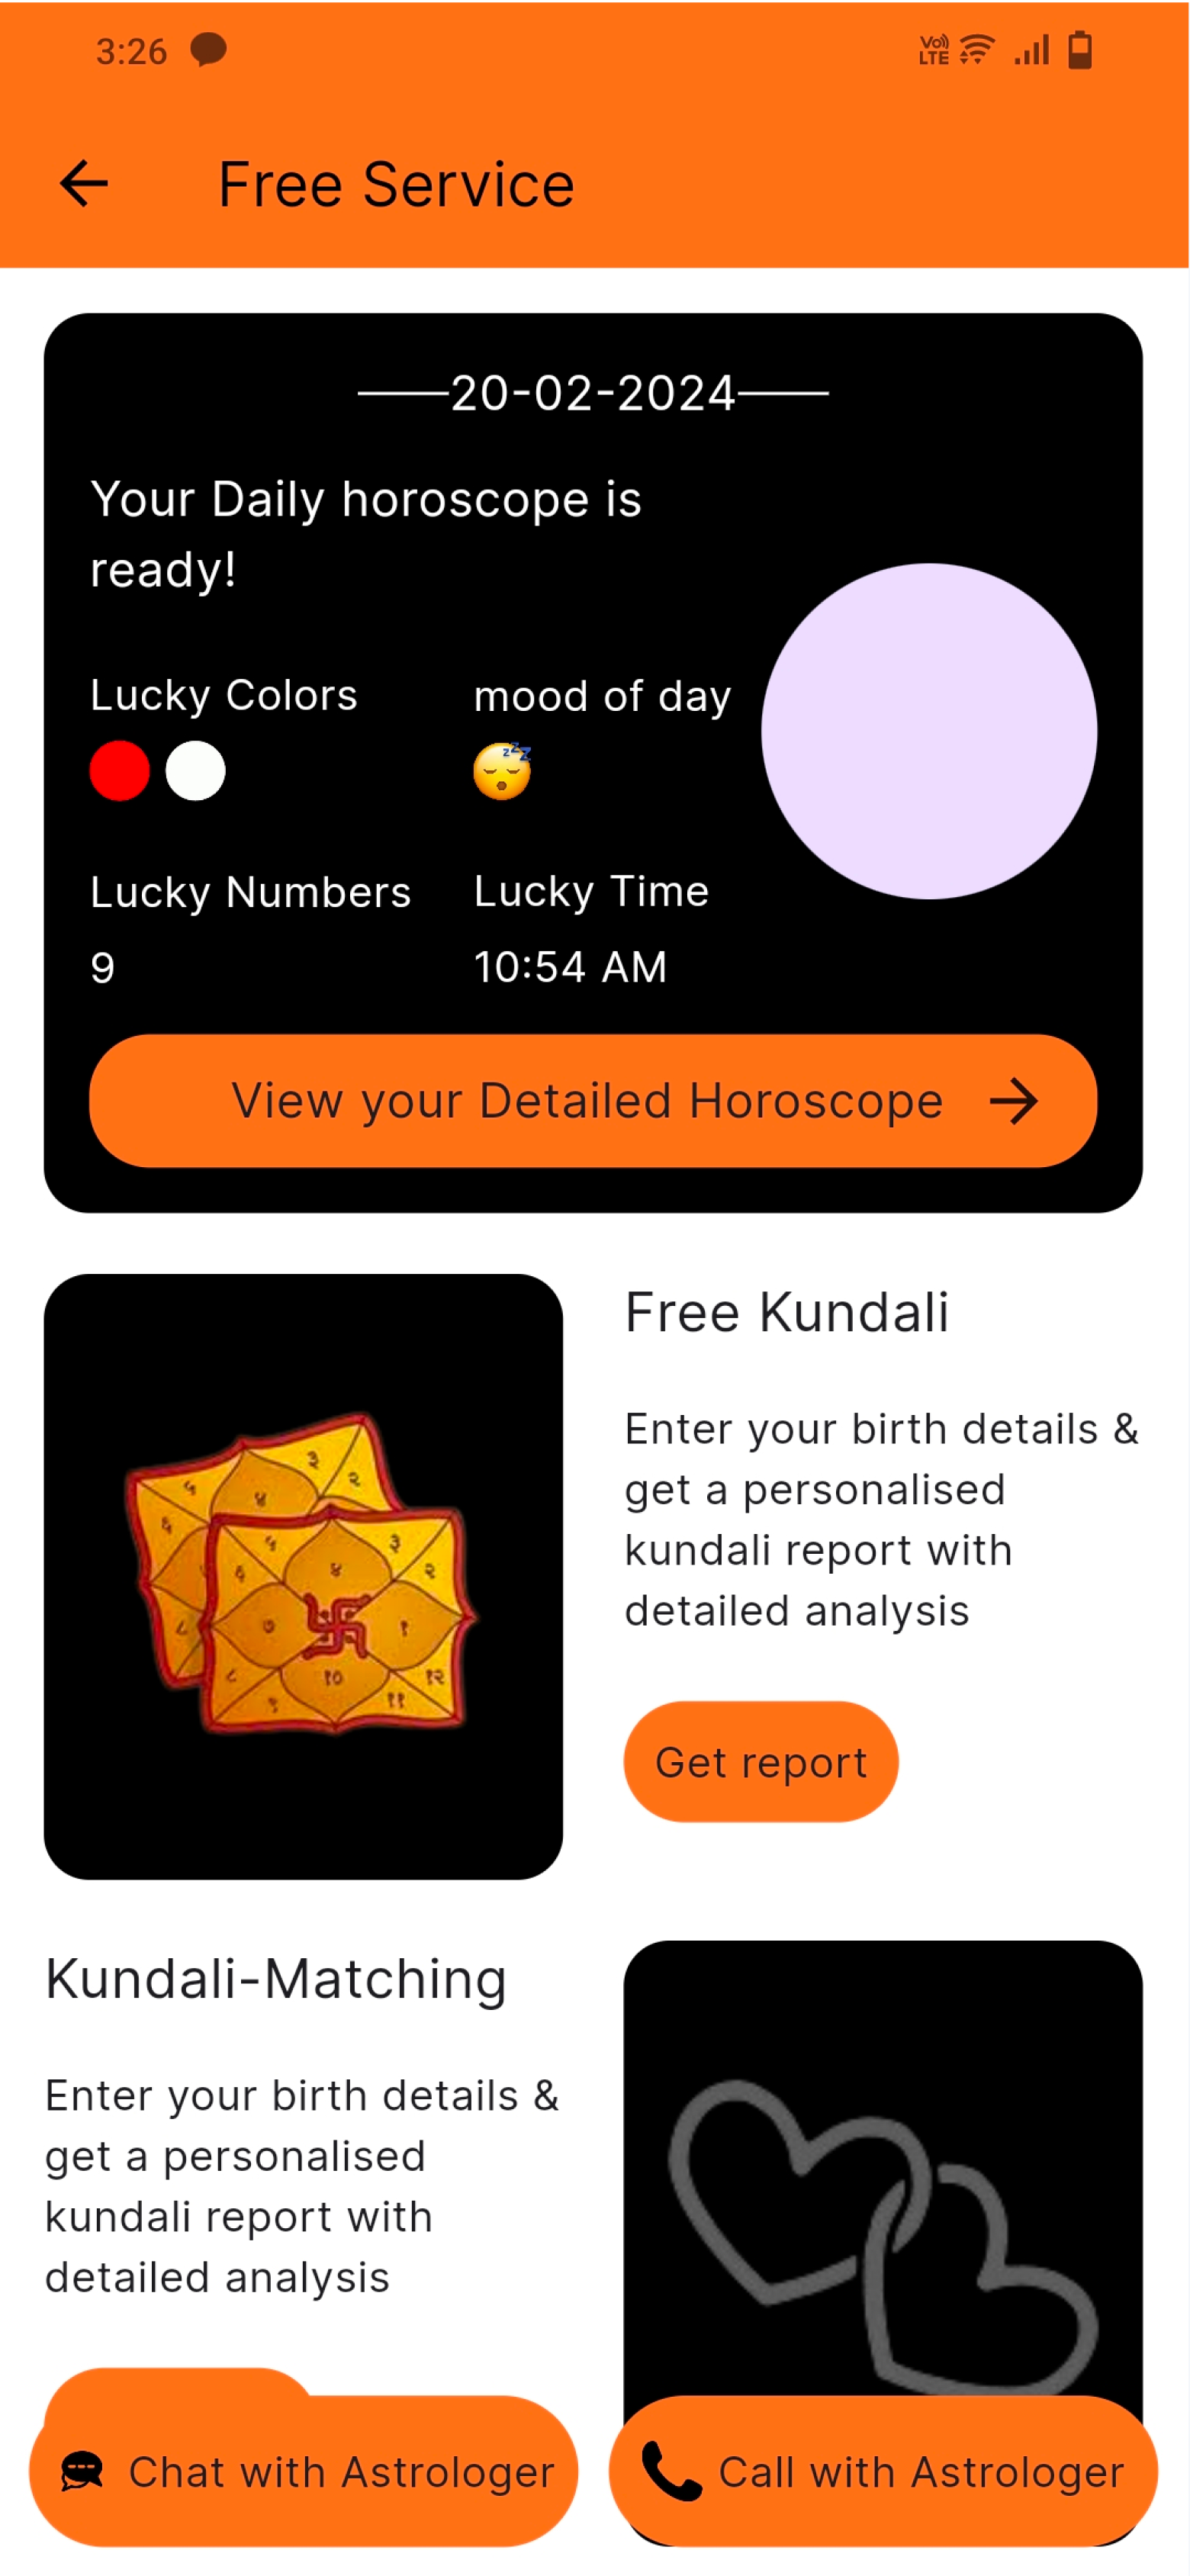 3:26
Vo) LTE
Free Service
20-02-2024
Your Daily horoscope is
ready!
Lucky Colors
mood of day
Lucky Numbers
Lucky Time
9
10:54 AM
View your Detailed Horoscope
Free Kundali
Enter your birth details &
get a personalised
kundali report with
detailed analysis
Get report
Kundali-Matching
Enter your birth details &
get a personalised
kundali report with
detailed analysis
Chat with Astrologer
Call with Astrologer